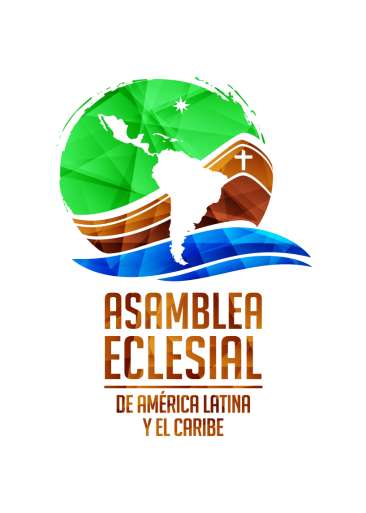 ASAMBLEA
ECLESIAL
DE AMÉRICA LATINA
Y EL CARIBE